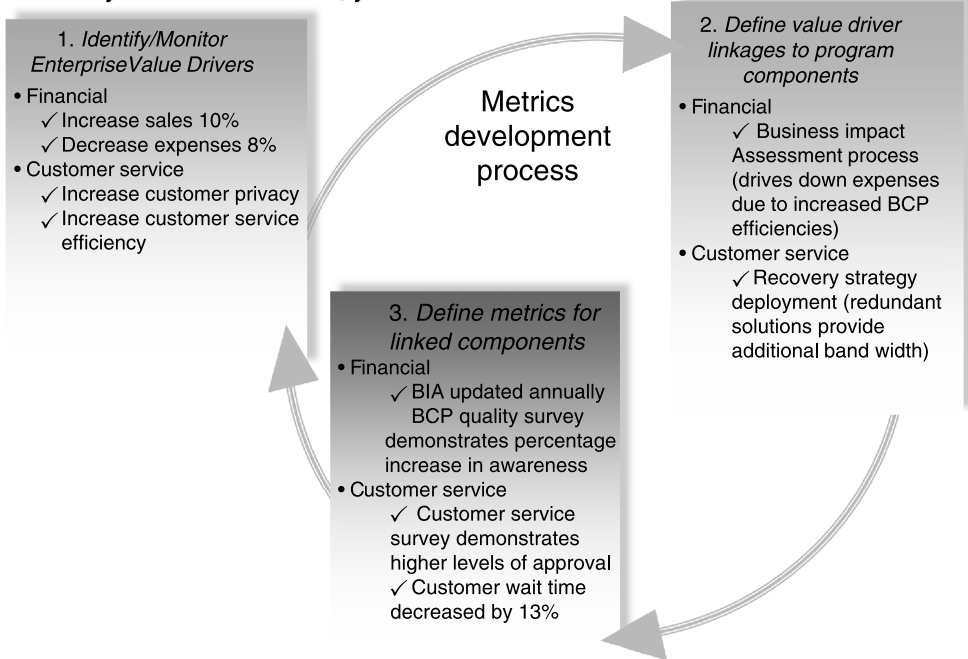 1. Identify/Monitor
EnterpriseValue Drivers
• Financial
✓ Increase sales 10%
✓ Decrease expenses 8%
• Customer service
✓ Increase customer privacy
✓ Increase customer service
efficiency
Metrics
development
process
2. Define value driver
linkages to program
components
• Financial
✓ Business impact
Assessment process
(drives down expenses
due to increased BCP
efficiencies)
• Customer service
✓ Recovery strategy
deployment (redundant
solutions provide
additional band width)
3. Define metrics for
linked components
• Financial
✓ BIA updated annually
BCP quality survey
demonstrates percentage
increase in awareness
• Customer service
✓ Customer service
survey demonstrates
higher levels of approval
✓ Customer wait time
decreased by 13%